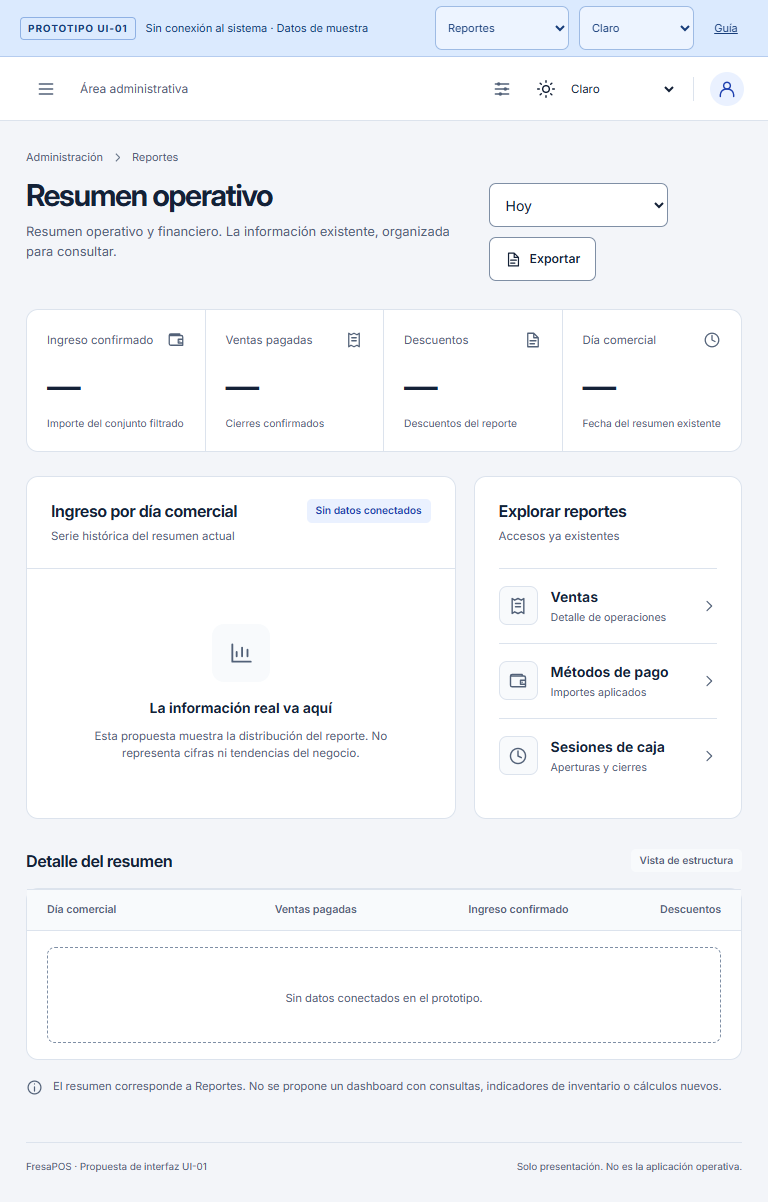 PROTOTIPO UI-01 Sin conexión al sistema · Datos de muestra Reportes Claro Guía
Área administrativa Claro
Administración Reportes
Resumen operativo
Resumen operativo y financiero. La información existente, organizada
para consultar.
Hoy
Exportar
Ingreso confirmado Ventas pagadas Descuentos Día comercial
— — — —
Importe del conjunto filtrado Cierres confirmados Descuentos del reporte Fecha del resumen existente
Ingreso por día comercial Sin datos conectados
Serie histórica del resumen actual
La información real va aquí
Esta propuesta muestra la distribución del reporte. No
representa cifras ni tendencias del negocio.
Explorar reportes
Accesos ya existentes
Ventas
Detalle de operaciones
Métodos de pago
Importes aplicados
Sesiones de caja
Aperturas y cierres
Detalle del resumen Vista de estructura
Día comercial Ventas pagadas Ingreso confirmado Descuentos
Sin datos conectados en el prototipo.
El resumen corresponde a Reportes. No se propone un dashboard con consultas, indicadores de inventario o cálculos nuevos.
FresaPOS · Propuesta de interfaz UI-01 Solo presentación. No es la aplicación operativa.